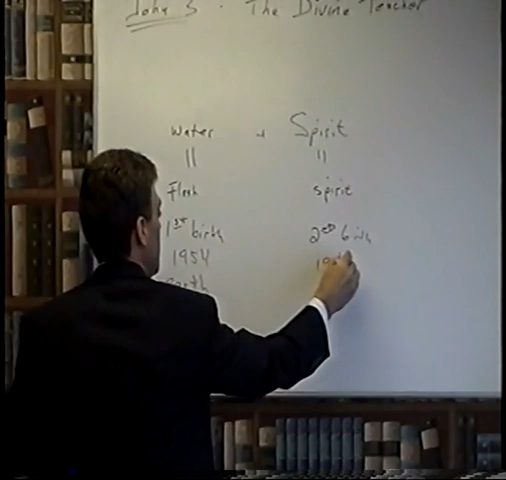 John 3 - The Divine Teacher
Water + Spirit
" "
Flesh spirit
1st birth 2nd birth
1954